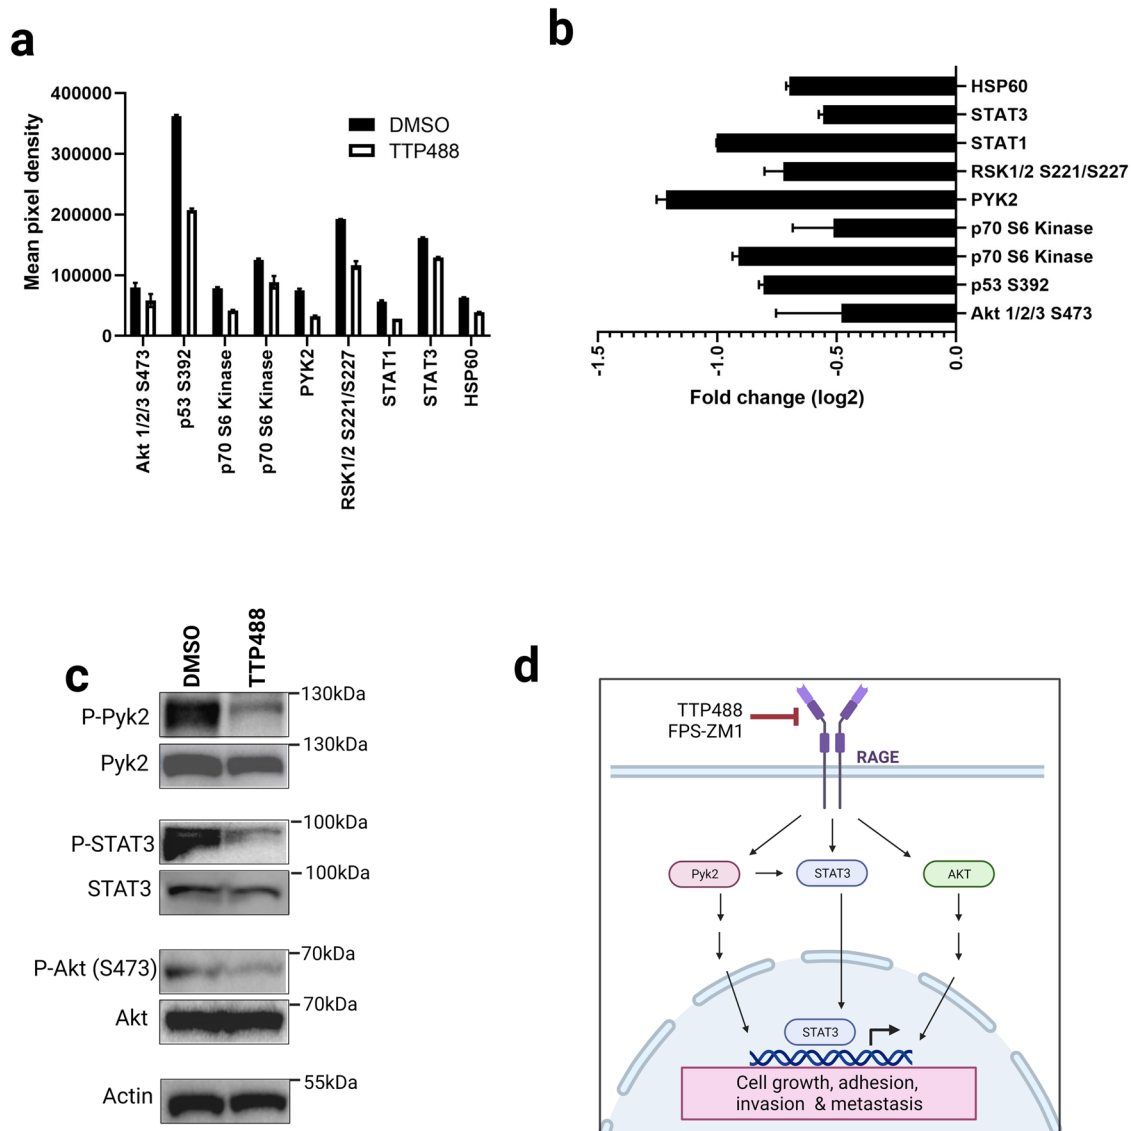 a
400000
300000
200000
100000
0
Mean pixel density
DMSO
TTP488
Akt 1/2/3 S473
p53 S392
p70 S6 Kinase
p70 S6 Kinase
PYK2
RSK1/2 S221/S227
STAT1
STAT3
HSP60
b
HSP60
STAT3
STAT1
RSK1/2 S221/S227
PYK2
p70 S6 Kinase
p70 S6 Kinase
p53 S392
Akt 1/2/3 S473
-1.5
-1.0
-0.5
0.0
Fold change (log2)
c
DMSO
TTP488
P-Pyk2
130kDa
Pyk2
130kDa
P-STAT3
100kDa
STAT3
100kDa
P-Akt (S473)
70kDa
Akt
70kDa
Actin
55kDa
d
TTP488
FPS-ZM1
RAGE
Pyk2
STAT3
AKT
STAT3
Cell growth, adhesion,
invasion & metastasis